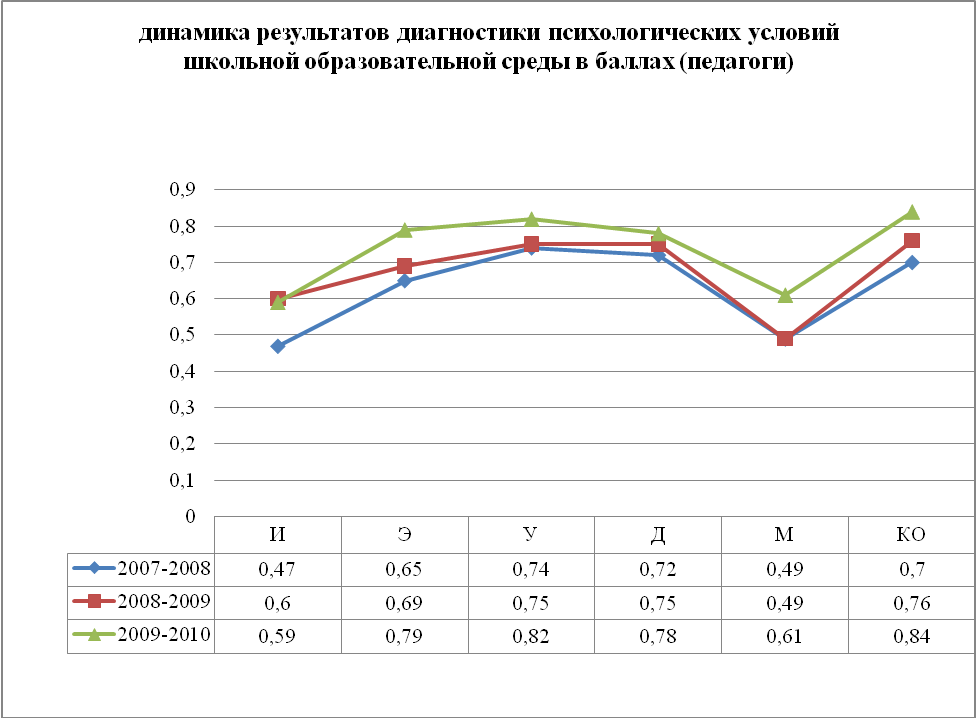 динамика результатов диагностики психологических условий
школьной образовательной среды в баллах (педагоги)
0,9
0,8
0,7
0,6
0,5
0,4
0,3
0,2
0,1
0
И Э У Д М КО
2007-2008 0,47 0,65 0,74 0,72 0,49 0,7
2008-2009 0,6 0,69 0,75 0,75 0,49 0,76
2009-2010 0,59 0,79 0,82 0,78 0,61 0,84